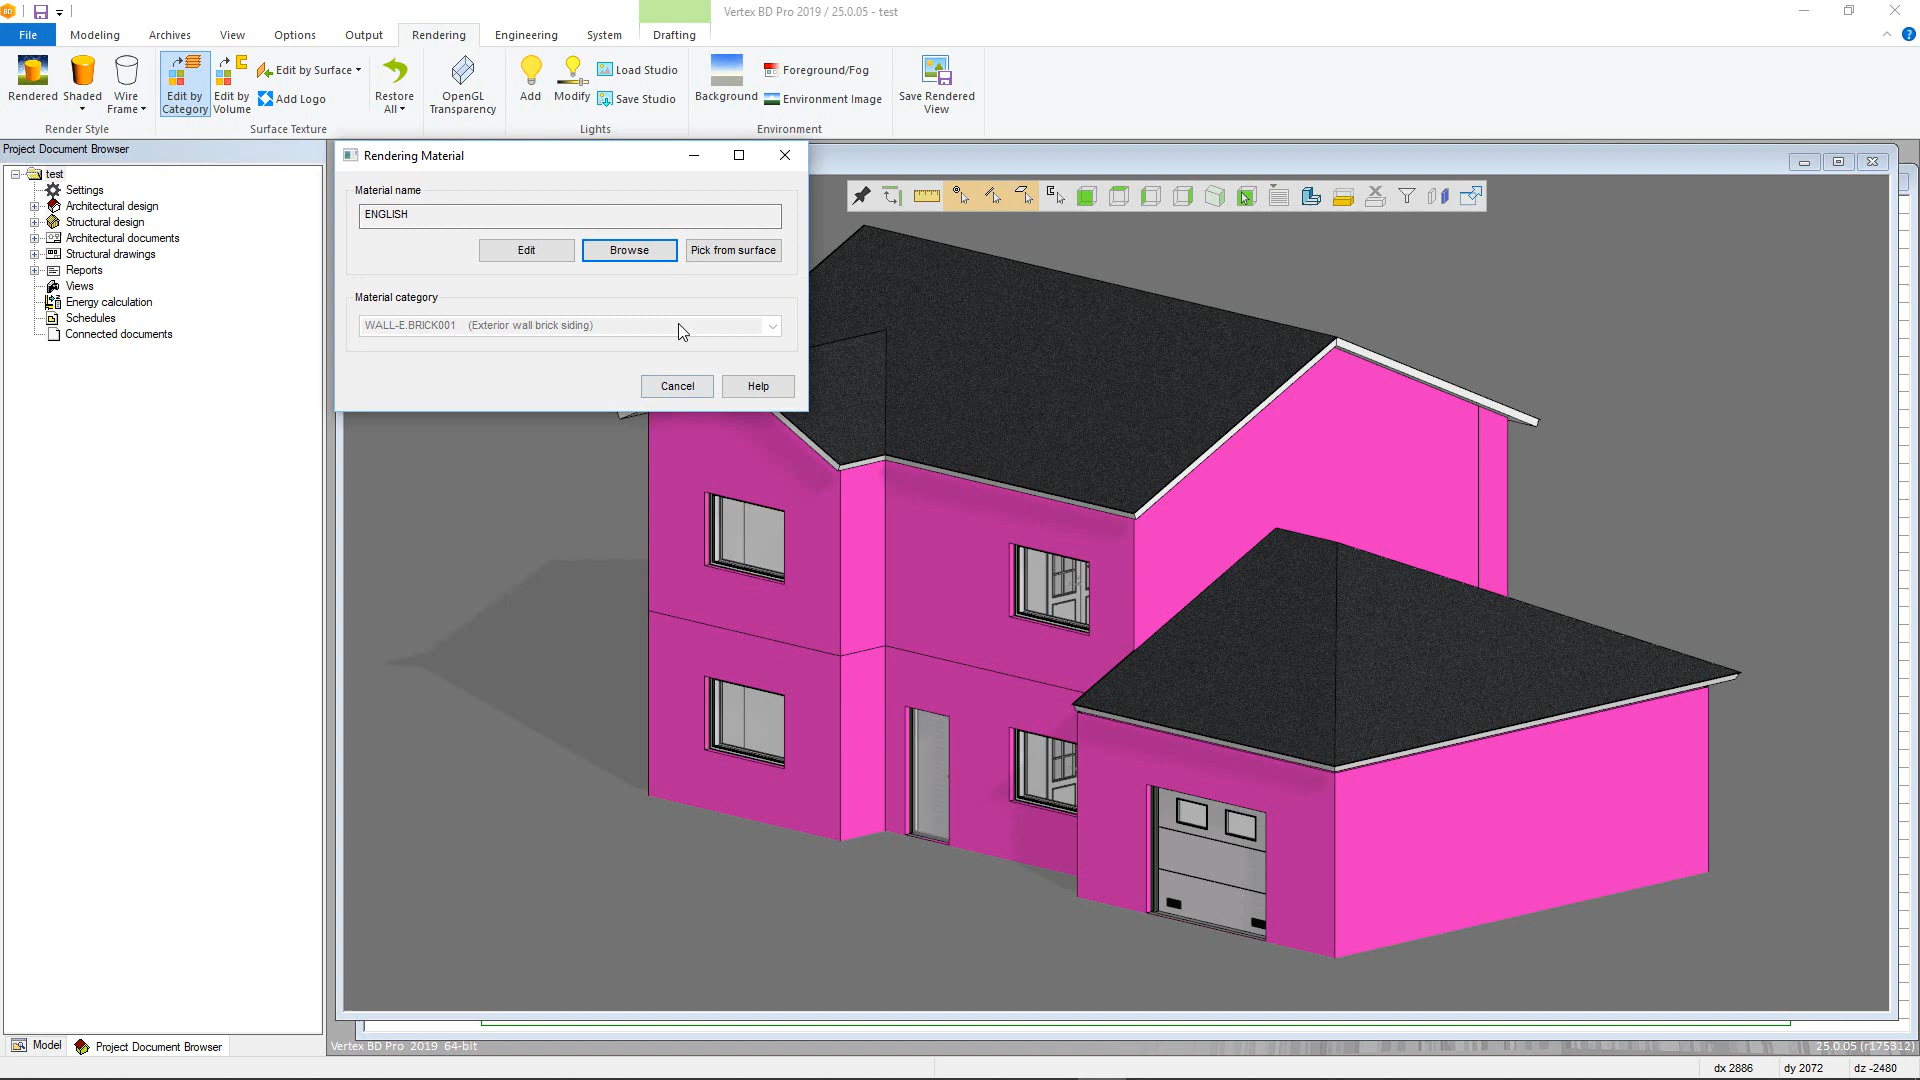 BD
Vertex BD Pro 2019 / 25.0.05 - test
File
Modeling
Archives
View
Options
Output
Rendering
Engineering
System
Drafting
?
Rendered
Shaded
Wire
Frame
Edit by
Category
Edit by
Volume
Edit by Surface
Add Logo
Restore
All
OpenGL
Transparency
Add
Modify
Load Studio
Save Studio
Background
Foreground/Fog
Environment Image
Save Rendered
View
Render Style
Surface Texture
Lights
Environment
Project Document Browser
test
Settings
Architectural design
Structural design
Architectural documents
Structural drawings
Reports
Views
Energy calculation
Schedules
Connected documents
Rendering Material
Material name
ENGLISH
Edit
Browse
Pick from surface
Material category
WALL-E.BRICK001 (Exterior wall brick siding)
Cancel
Help
Model
Project Document Browser
Vertex BD Pro 2019 64-bit
25.0.05 (r175312)
dx 2886
dy 2072
dz -2480